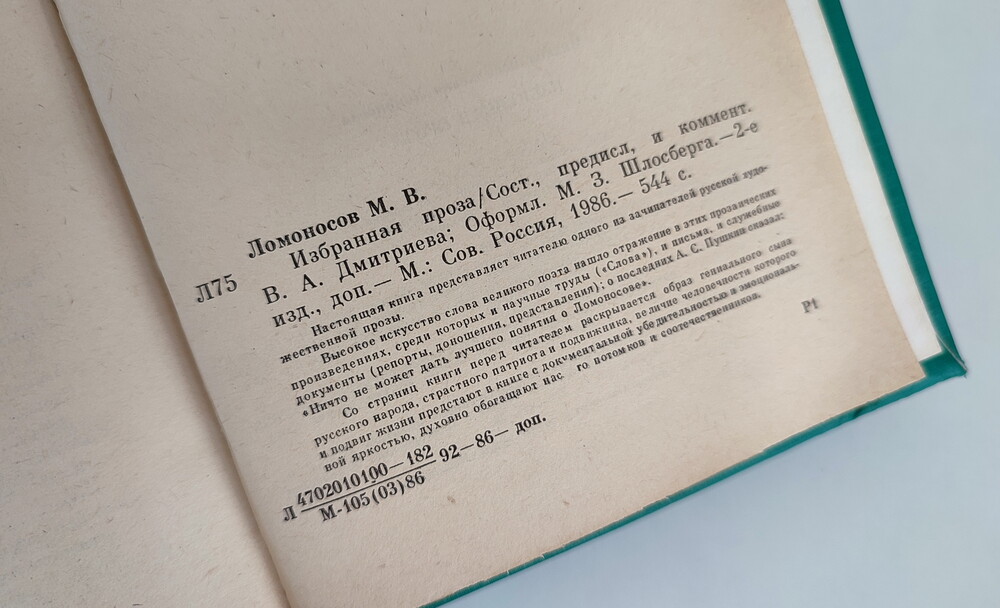 Ломоносов М. В.
Л75 Избранная проза/Сост., предисл, и коммент.
В. А. Дмитриева; Оформл. М. З. Шлосберга.—2-е
изд., доп.— М.: Сов. Россия, 1986.— 544 с.
Настоящая книга представляет читателю одного из зачинателей русской худо-
жественной прозы.
Высокое искусство слова великого поэта нашло отражение в этих прозаических
произведениях, среди которых и научные труды («Слова»), и письма, и служебные
документы (репорты, доношения, представления); о последних А. С. Пушкин сказал:
«Ничто не может дать лучшего понятия о Ломоносове».
Со страниц книги перед читателем раскрывается образ гениального сына
русского народа, страстного патриота и подвижника, величие человечности которого
и подвиг жизни предстают в книге с документальной убедительностью и эмоциональ-
ной яркостью, духовно обогащают нас го потомков и соотечественников.
Л 4702010100—182 92—86— доп. Р1
М-105(03)86